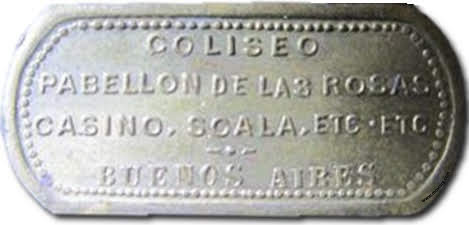 COLISEO
PABELLON DE LAS ROSAS
CASINO. SCALA. ETC·ETC
BUENOS AIRES